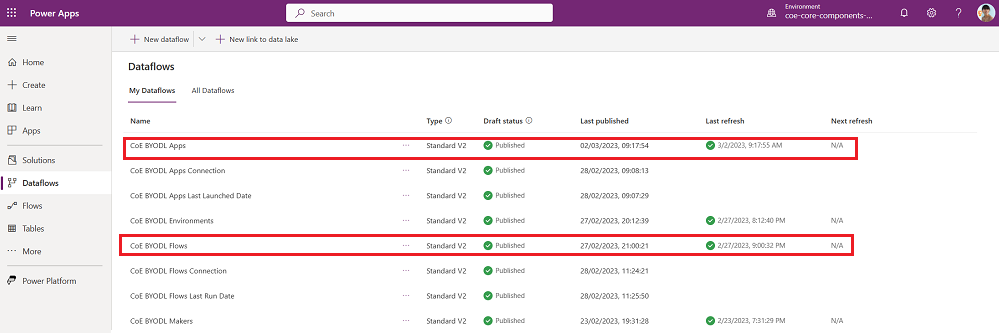 Power Apps
Search
Environment
coe-core-components-...
New dataflow
New link to data lake
Home
Create
Learn
Apps
Solutions
Dataflows
Flows
Tables
More
Power Platform
Dataflows
My Dataflows All Dataflows
Name Type Draft status Last published Last refresh Next refresh
CoE BYODL Apps ... Standard V2 Published 02/03/2023, 09:17:54 3/2/2023, 9:17:55 AM N/A
CoE BYODL Apps Connection ... Standard V2 Published 28/02/2023, 09:08:13
CoE BYODL Apps Last Launched Date ... Standard V2 Published 28/02/2023, 09:07:29
CoE BYODL Environments ... Standard V2 Published 27/02/2023, 20:12:39 2/27/2023, 8:12:40 PM N/A
CoE BYODL Flows ... Standard V2 Published 27/02/2023, 21:00:21 2/27/2023, 9:00:32 PM N/A
CoE BYODL Flows Connection ... Standard V2 Published 28/02/2023, 11:24:21
CoE BYODL Flows Last Run Date ... Standard V2 Published 28/02/2023, 11:25:50
CoE BYODL Makers ... Standard V2 Published 23/02/2023, 19:31:28 2/23/2023, 7:31:29 PM N/A